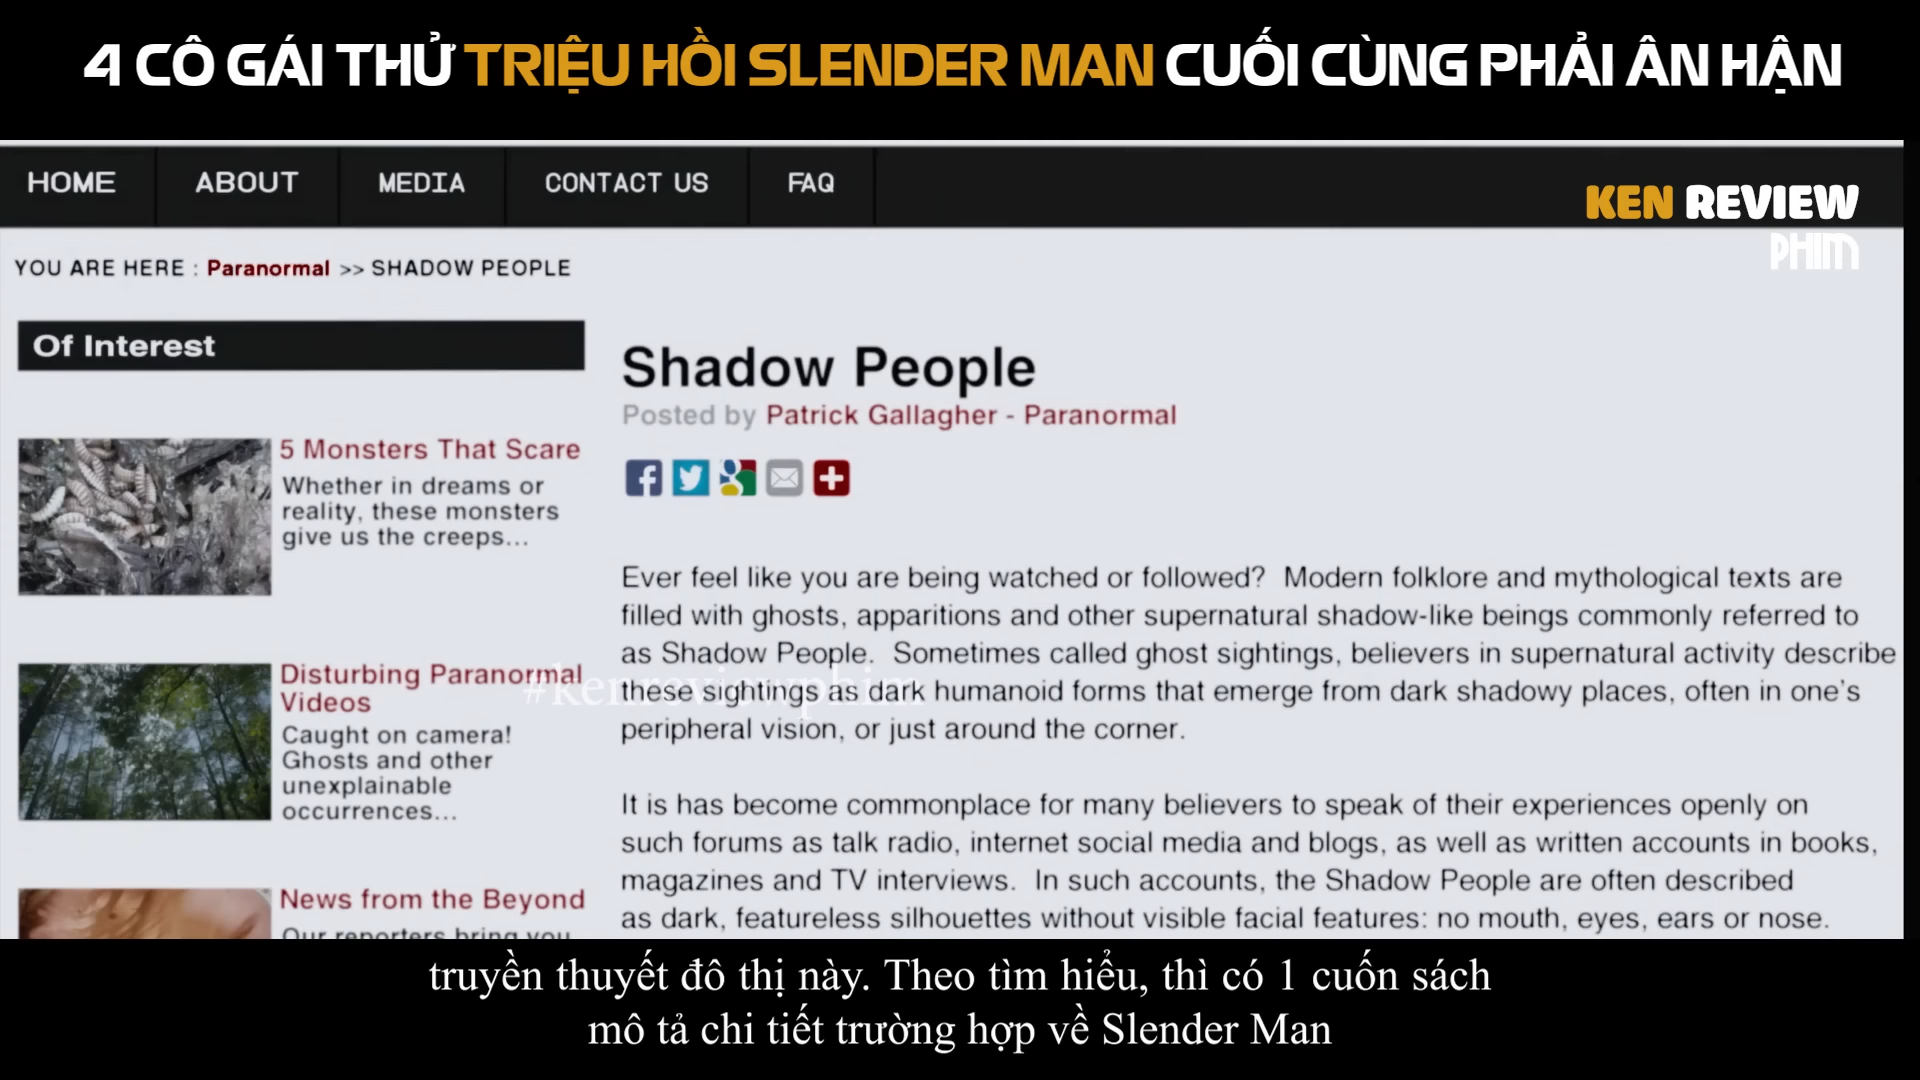 4 CÔ GÁI THỬ TRIỆU HỒI SLENDER MAN CUỐI CÙNG PHẢI ÂN HẬN
HOME ABOUT MEDIA CONTACT US FAQ
KEN REVIEW
PHIM
YOU ARE HERE : Paranormal >> SHADOW PEOPLE
Of Interest
5 Monsters That Scare
Whether in dreams or
reality, these monsters
give us the creeps...
Disturbing Paranormal
Videos
Caught on camera!
Ghosts and other
unexplainable
occurrences...
News from the Beyond
Our reporters bring you
Shadow People
Posted by Patrick Gallagher - Paranormal
Ever feel like you are being watched or followed? Modern folklore and mythological texts are
filled with ghosts, apparitions and other supernatural shadow-like beings commonly referred to
as Shadow People. Sometimes called ghost sightings, believers in supernatural activity describe
these sightings as dark humanoid forms that emerge from dark shadowy places, often in one's
peripheral vision, or just around the corner.
#kenreviewphim
It is has become commonplace for many believers to speak of their experiences openly on
such forums as talk radio, internet social media and blogs, as well as written accounts in books,
magazines and TV interviews. In such accounts, the Shadow People are often described
as dark, featureless silhouettes without visible facial features: no mouth, eyes, ears or nose.
truyền thuyết đô thị này. Theo tìm hiểu, thì có 1 cuốn sách
mô tả chi tiết trường hợp về Slender Man